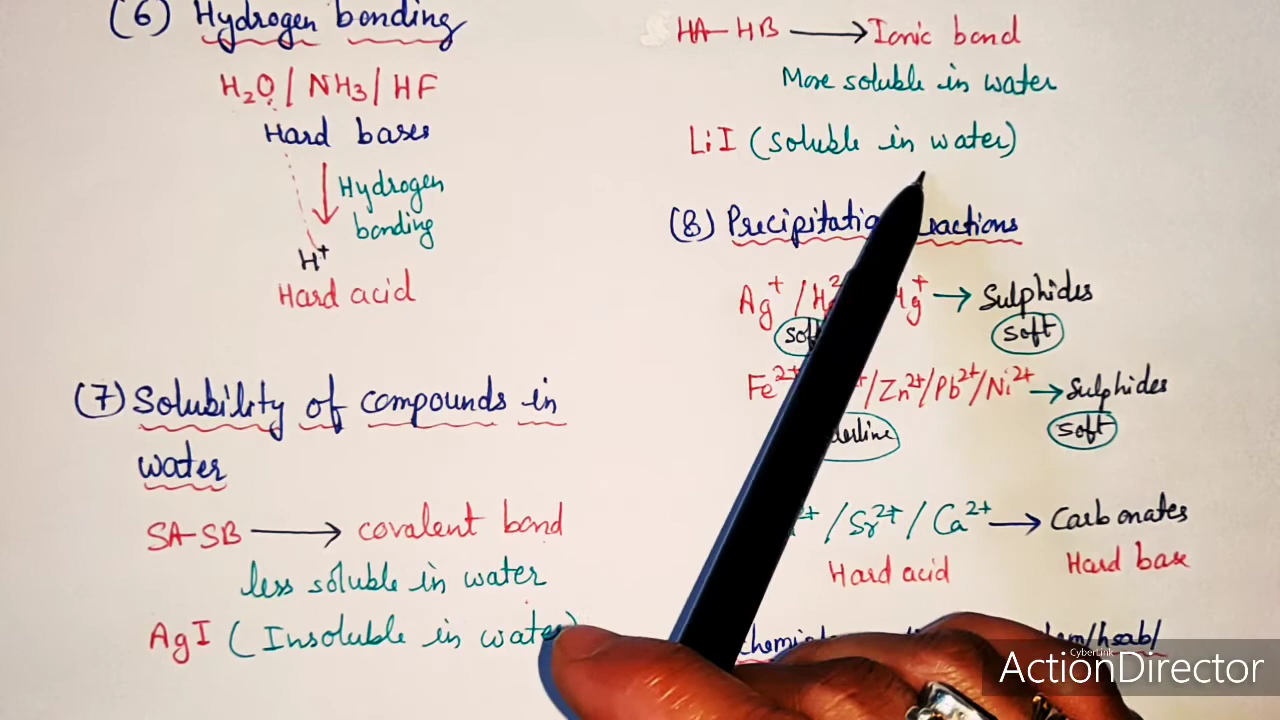 (6) Hydrogen bonding
H2O / NH3 / HF
Hard bases
Hydrogen
bonding
H+
Hard acid
(7) Solubility of compounds in
water
SA-SB → covalent bond
less soluble in water
AgI (Insoluble in water)
HA-HB → Ionic bond
More soluble in water
LiI (soluble in water)
(8) Precipitation
Ag+ / → Sulphides
soft
Fe2+ /Zn2+/Pb2+/Ni2+ → Sulphides
soft
/Sr2+ / Ca2+ → Carbonates
Hard acid Hard base
CyberLink
ActionDirector